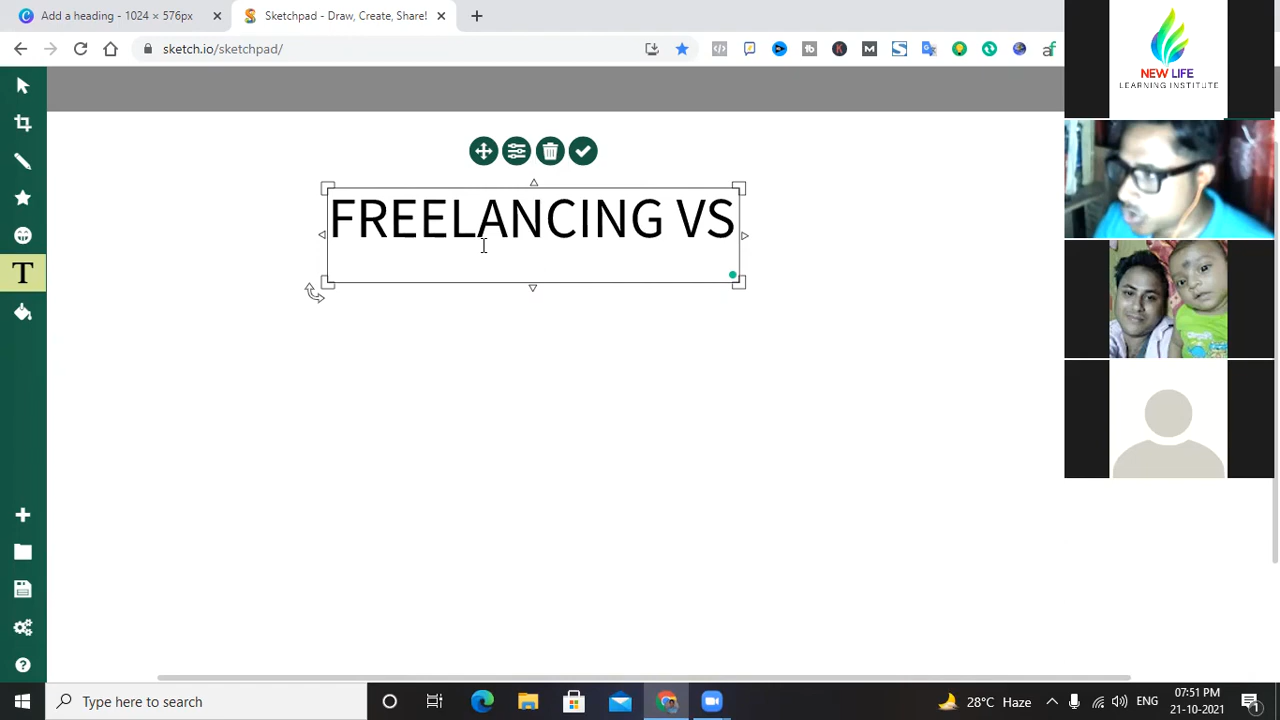 Add a heading - 1024 × 576px
Sketchpad - Draw, Create, Share!
sketch.io/sketchpad/
NEW LIFE
LEARNING INSTITUTE
FREELANCING VS
T
Type here to search
28°C Haze
ENG
07:51 PM
21-10-2021